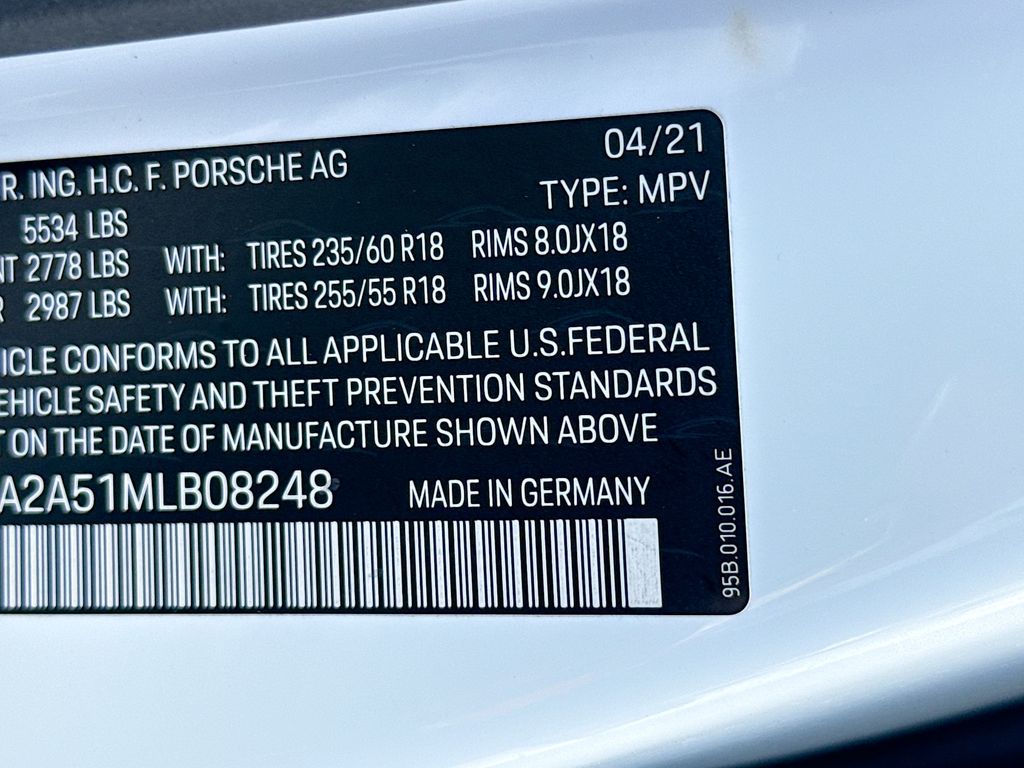 R. ING. H.C. F. PORSCHE AG 04/21
TYPE: MPV
5534 LBS
NT 2778 LBS WITH: TIRES 235/60 R18 RIMS 8.0JX18
R 2987 LBS WITH: TIRES 255/55 R18 RIMS 9.0JX18
ICLE CONFORMS TO ALL APPLICABLE U.S.FEDERAL
EHICLE SAFETY AND THEFT PREVENTION STANDARDS
T ON THE DATE OF MANUFACTURE SHOWN ABOVE
A2A51MLB08248 MADE IN GERMANY
95B.010.016.AE